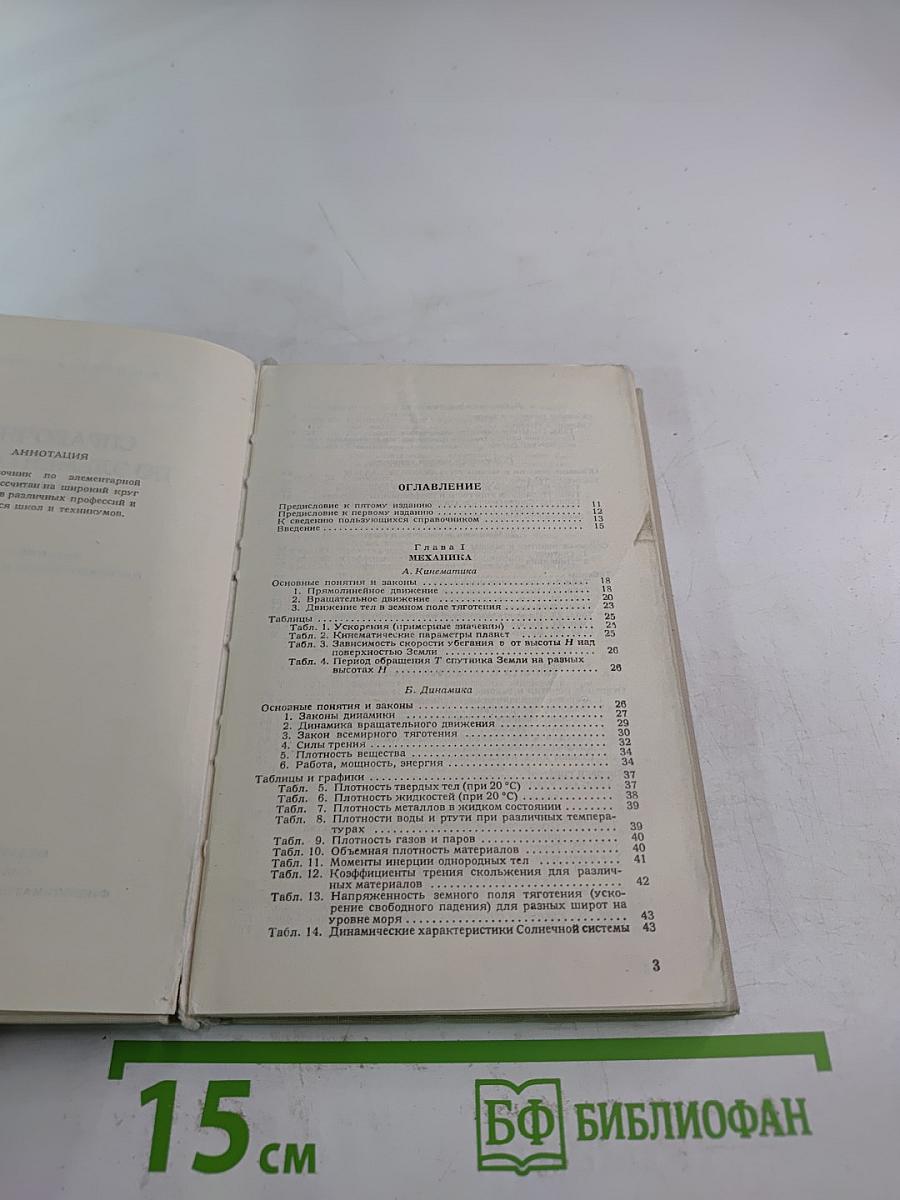 АННОТАЦИЯ
по элементарной
на широкий круг
в различных профессий и
школ и техникумов.
ОГЛАВЛЕНИЕ
Предисловие к пятому изданию 11
Предисловие к первому изданию 12
К сведению пользующихся справочником 13
Введение 15
Глава I
МЕХАНИКА
А. Кинематика
Основные понятия и законы 18
1. Прямолинейное движение 18
2. Вращательное движение 20
3. Движение тел в земном поле тяготения 23
Таблицы 25
Табл. 1. Ускорения (примерные значения) 25
Табл. 2. Кинематические параметры планет 25
Табл. 3. Зависимость скорости убегания v от высоты H над
поверхностью Земли 26
Табл. 4. Период обращения T спутника Земли на разных
высотах H 26
Б. Динамика
Основные понятия и законы 26
1. Законы динамики 27
2. Динамика вращательного движения 29
3. Закон всемирного тяготения 30
4. Силы трения 32
5. Плотность вещества 34
6. Работа, мощность, энергия 34
Таблицы и графики 37
Табл. 5. Плотность твердых тел (при 20 °С) 37
Табл. 6. Плотность жидкостей (при 20 °С) 38
Табл. 7. Плотность металлов в жидком состоянии 39
Табл. 8. Плотности воды и ртути при различных темпера-
турах 39
Табл. 9. Плотность газов и паров 40
Табл. 10. Объемная плотность материалов 40
Табл. 11. Моменты инерции однородных тел 41
Табл. 12. Коэффициенты трения скольжения для различ-
ных материалов 42
Табл. 13. Напряженность земного поля тяготения (уско-
рение свободного падения) для разных широт на
уровне моря 43
Табл. 14. Динамические характеристики Солнечной системы 43
3
15 см
БФ БИБЛИОФАН